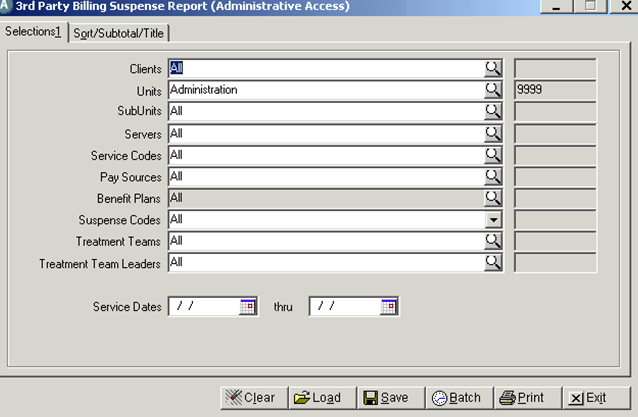 A 3rd Party Billing Suspense Report (Administrative Access)
Selections1 Sort/Subtotal/Title
Clients All
Units Administration 9999
SubUnits All
Servers All
Service Codes All
Pay Sources All
Benefit Plans All
Suspense Codes All
Treatment Teams All
Treatment Team Leaders All
Service Dates / / thru / /
Clear Load Save Batch Print Exit